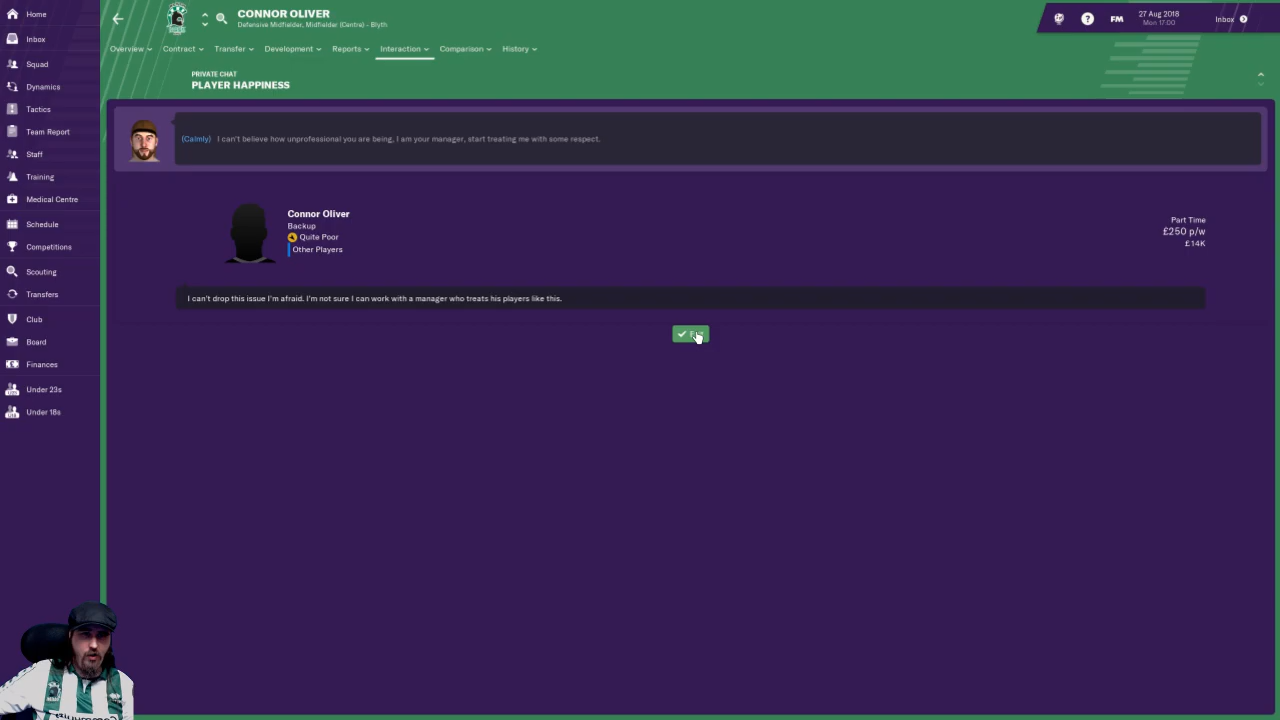 Home
Inbox
Squad
Dynamics
Tactics
Team Report
Staff
Training
Medical Centre
Schedule
Competitions
Scouting
Transfers
Club
Board
Finances
Under 23s
Under 18s
CONNOR OLIVER
Defensive Midfielder, Midfielder (Centre) - Blyth
FM
27 Aug 2018
Mon 17:00
Inbox
Overview
Contract
Transfer
Development
Reports
Interaction
Comparison
History
PRIVATE CHAT
PLAYER HAPPINESS
(Calmly) I can't believe how unprofessional you are being, I am your manager, start treating me with some respect.
Connor Oliver
Backup
Quite Poor
Other Players
Part Time
£250 p/w
£14K
I can't drop this issue I'm afraid. I'm not sure I can work with a manager who treats his players like this.